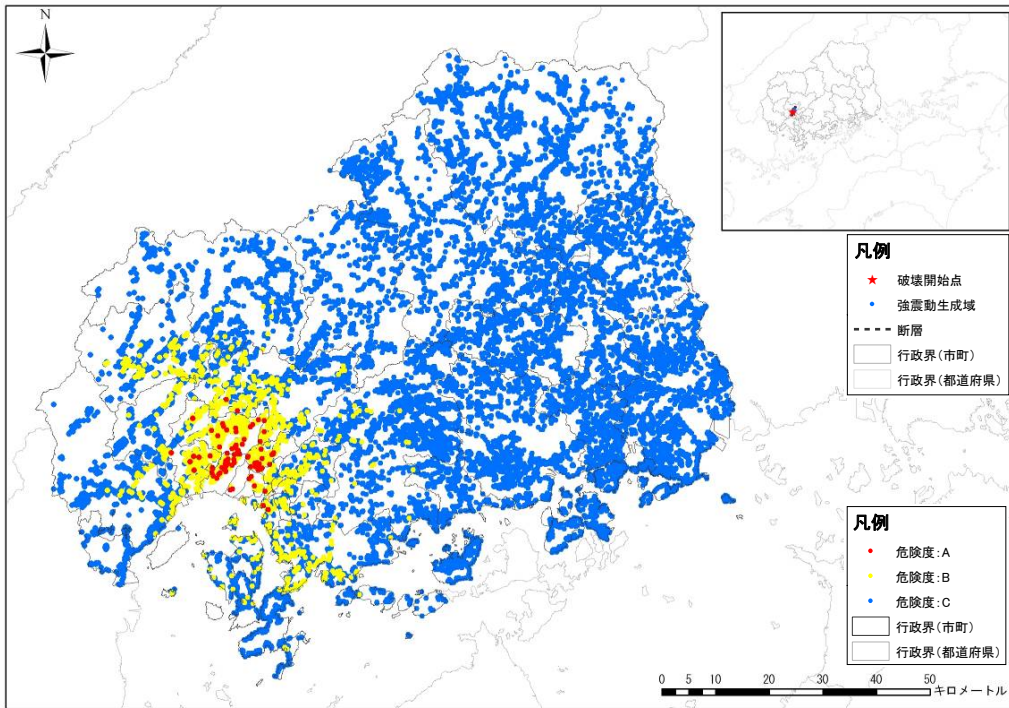 N
凡例
破壊開始点
強震動生成域
断層
行政界(市町)
行政界(都道府県)
凡例
危険度:A
危険度:B
危険度:C
行政界(市町)
行政界(都道府県)
0 5 10 20 30 40 50
キロメートル